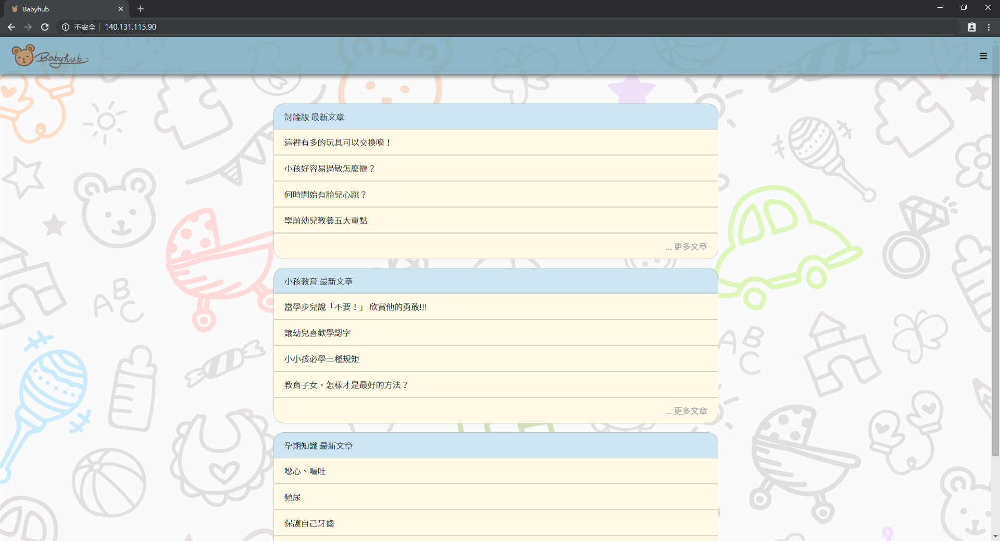 Babyhub
不安全
140.131.115.90
Babyhub
討論版 最新文章
這裡有多的玩具可以交換唷！
小孩好容易過敏怎麼辦？
何時開始有胎兒心跳？
學前幼兒教養五大重點
... 更多文章
小孩教育 最新文章
當學步兒說「不要！」 欣賞他的勇敢!!!
讓幼兒喜歡學認字
小小孩必學三種規矩
教育子女，怎樣才是最好的方法？
... 更多文章
孕期知識 最新文章
噁心、嘔吐
頻尿
保護自己牙齒
A B C
A B C